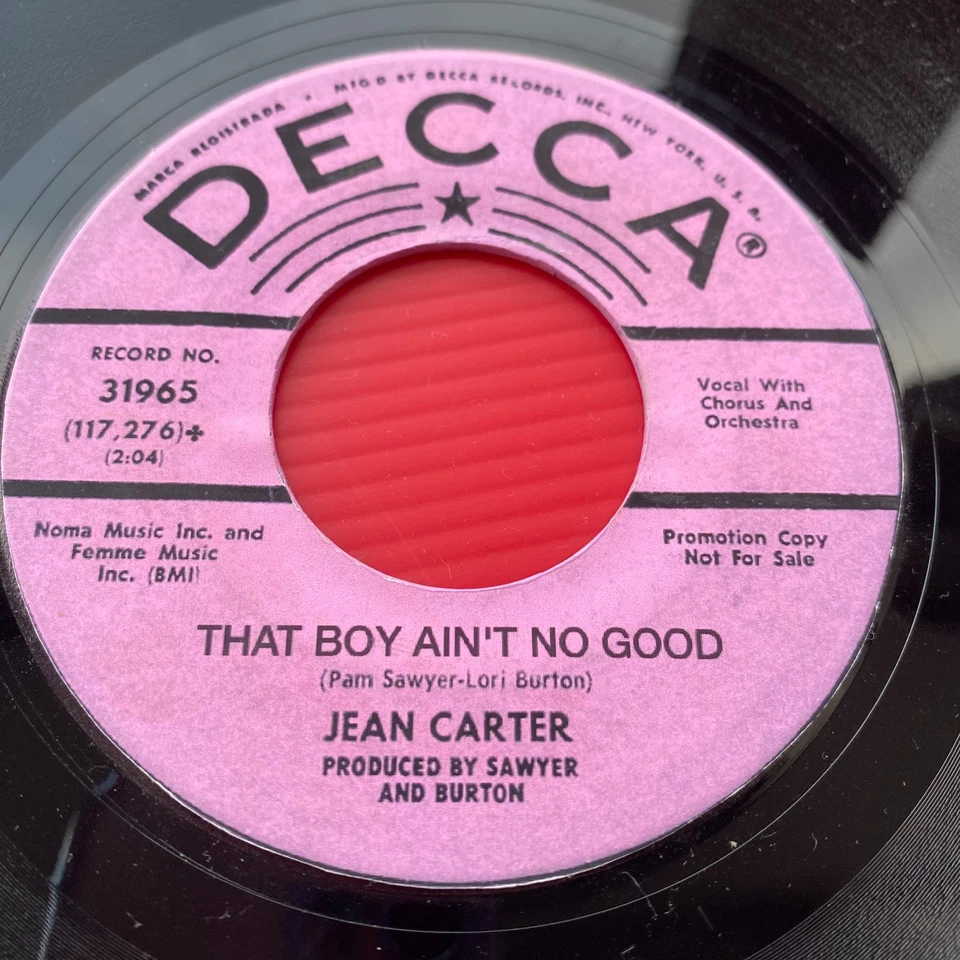 MARCA REGISTRADA • MFG'D BY DECCA RECORDS, INC., NEW YORK, U. S. A.
DECCA®
RECORD NO.
31965
(117,276)✤
(2:04)
Vocal With
Chorus And
Orchestra
Noma Music Inc. and
Femme Music
Inc. (BMI)
Promotion Copy
Not For Sale
THAT BOY AIN'T NO GOOD
(Pam Sawyer-Lori Burton)
JEAN CARTER
PRODUCED BY SAWYER
AND BURTON